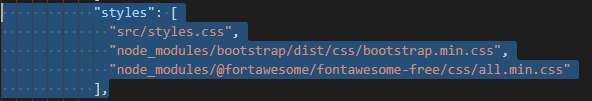 "styles": [
"src/styles.css",
"node_modules/bootstrap/dist/css/bootstrap.min.css",
"node_modules/@fortawesome/fontawesome-free/css/all.min.css"
],